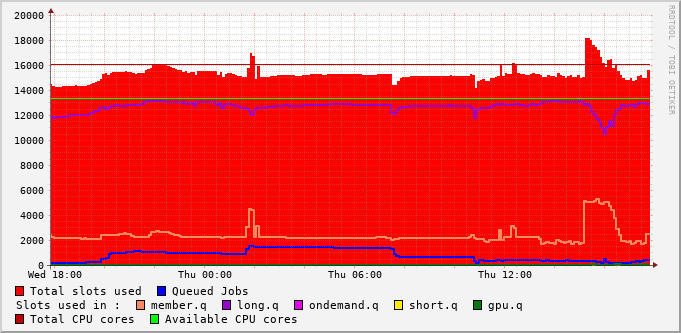 20000
18000
16000
14000
12000
10000
8000
6000
4000
2000
0
Wed 18:00 Thu 00:00 Thu 06:00 Thu 12:00
Total slots used Queued Jobs
Slots used in : member.q long.q ondemand.q short.q gpu.q
Total CPU cores Available CPU cores
RRDTOOL / TOBI OETIKER